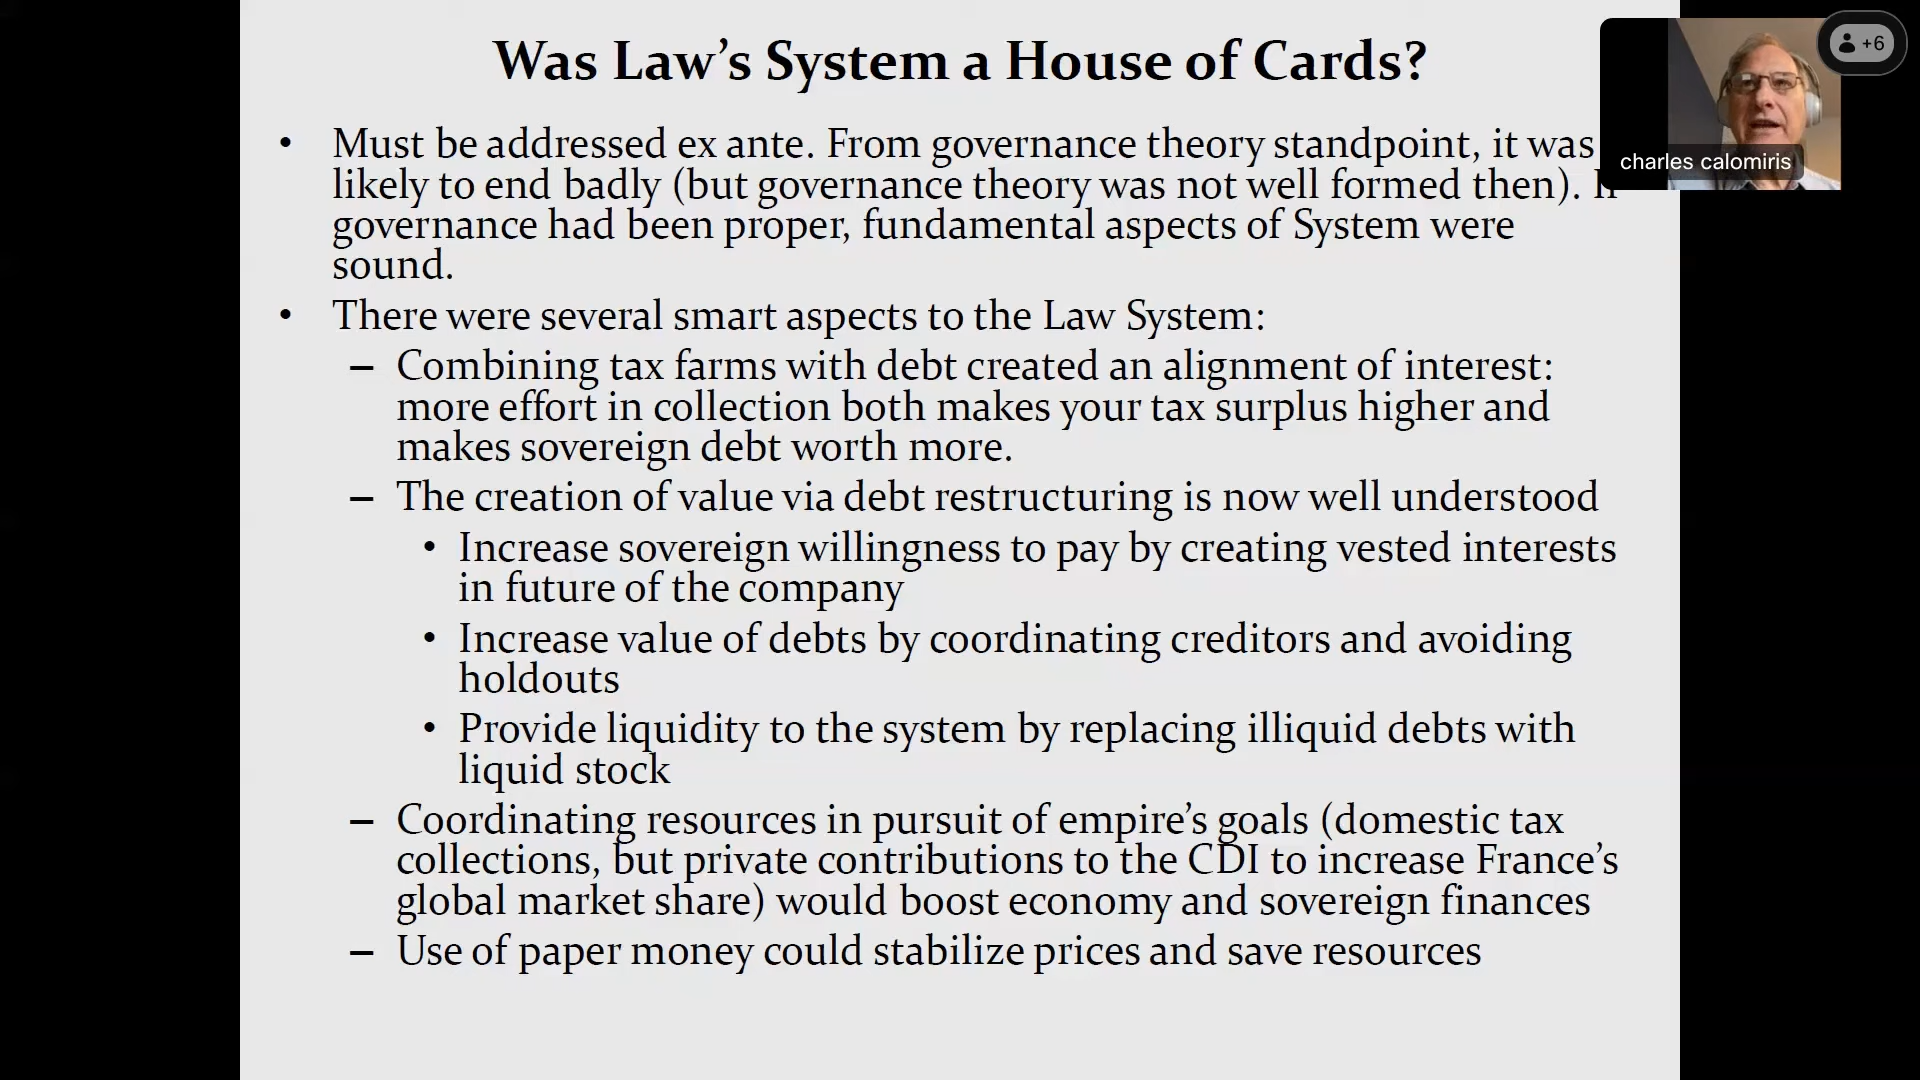 Was Law’s System a House of Cards?
+6
charles calomiris
• Must be addressed ex ante. From governance theory standpoint, it was
likely to end badly (but governance theory was not well formed then).
governance had been proper, fundamental aspects of System were
sound.
• There were several smart aspects to the Law System:
– Combining tax farms with debt created an alignment of interest:
more effort in collection both makes your tax surplus higher and
makes sovereign debt worth more.
– The creation of value via debt restructuring is now well understood
• Increase sovereign willingness to pay by creating vested interests
in future of the company
• Increase value of debts by coordinating creditors and avoiding
holdouts
• Provide liquidity to the system by replacing illiquid debts with
liquid stock
– Coordinating resources in pursuit of empire’s goals (domestic tax
collections, but private contributions to the CDI to increase France’s
global market share) would boost economy and sovereign finances
– Use of paper money could stabilize prices and save resources